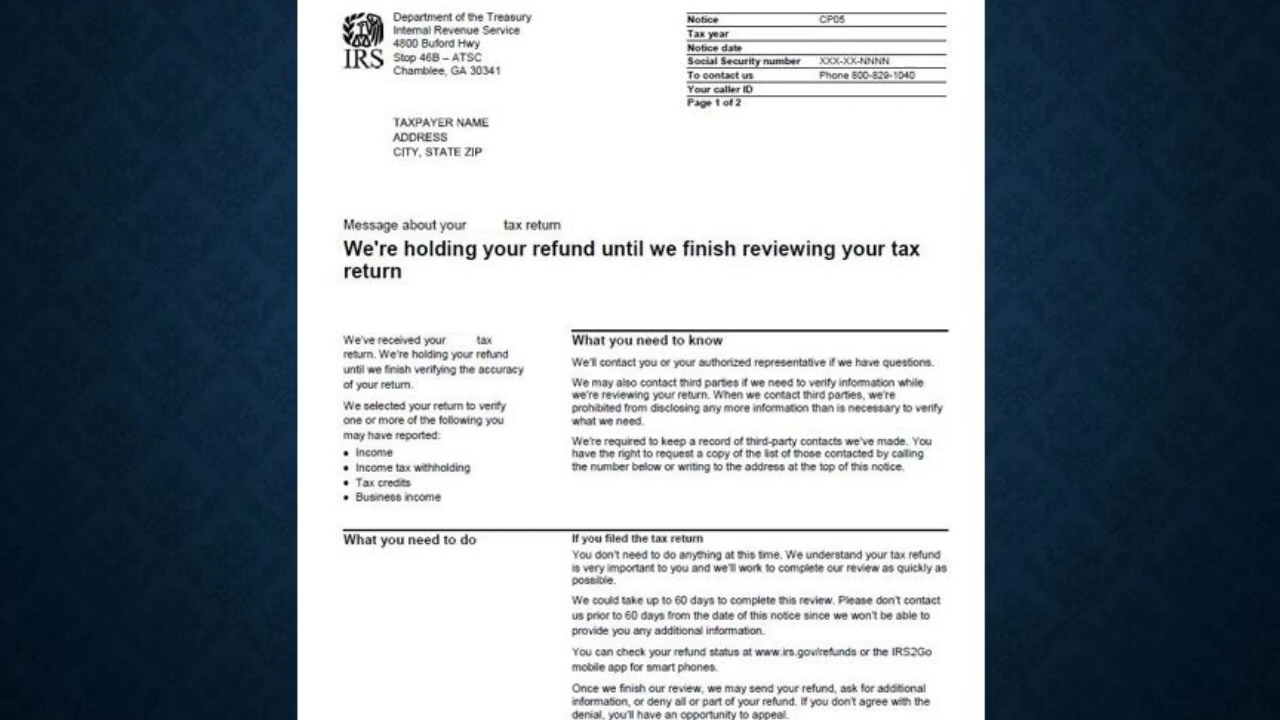 IRS
Department of the Treasury
Internal Revenue Service
4800 Buford Hwy
Stop 46B – ATSC
Chamblee, GA 30341
Notice CP05
Tax year
Notice date
Social Security number XXX-XX-NNNN
To contact us Phone 800-829-1040
Your caller ID
Page 1 of 2
TAXPAYER NAME
ADDRESS
CITY, STATE ZIP
Message about your tax return
We're holding your refund until we finish reviewing your tax
return
We've received your tax
return. We're holding your refund
until we finish verifying the accuracy
of your return.
We selected your return to verify
one or more of the following you
may have reported:
• Income
• Income tax withholding
• Tax credits
• Business income
What you need to know
We'll contact you or your authorized representative if we have questions.
We may also contact third parties if we need to verify information while
we're reviewing your return. When we contact third parties, we're
prohibited from disclosing any more information than is necessary to verify
what we need.
We're required to keep a record of third-party contacts we've made. You
have the right to request a copy of the list of those contacted by calling
the number below or writing to the address at the top of this notice.
What you need to do
If you filed the tax return
You don't need to do anything at this time. We understand your tax refund
is very important to you and we'll work to complete our review as quickly as
possible.
We could take up to 60 days to complete this review. Please don't contact
us prior to 60 days from the date of this notice since we won't be able to
provide you any additional information.
You can check your refund status at www.irs.gov/refunds or the IRS2Go
mobile app for smart phones.
Once we finish our review, we may send your refund, ask for additional
information, or deny all or part of your refund. If you don't agree with the
denial, you'll have an opportunity to appeal.